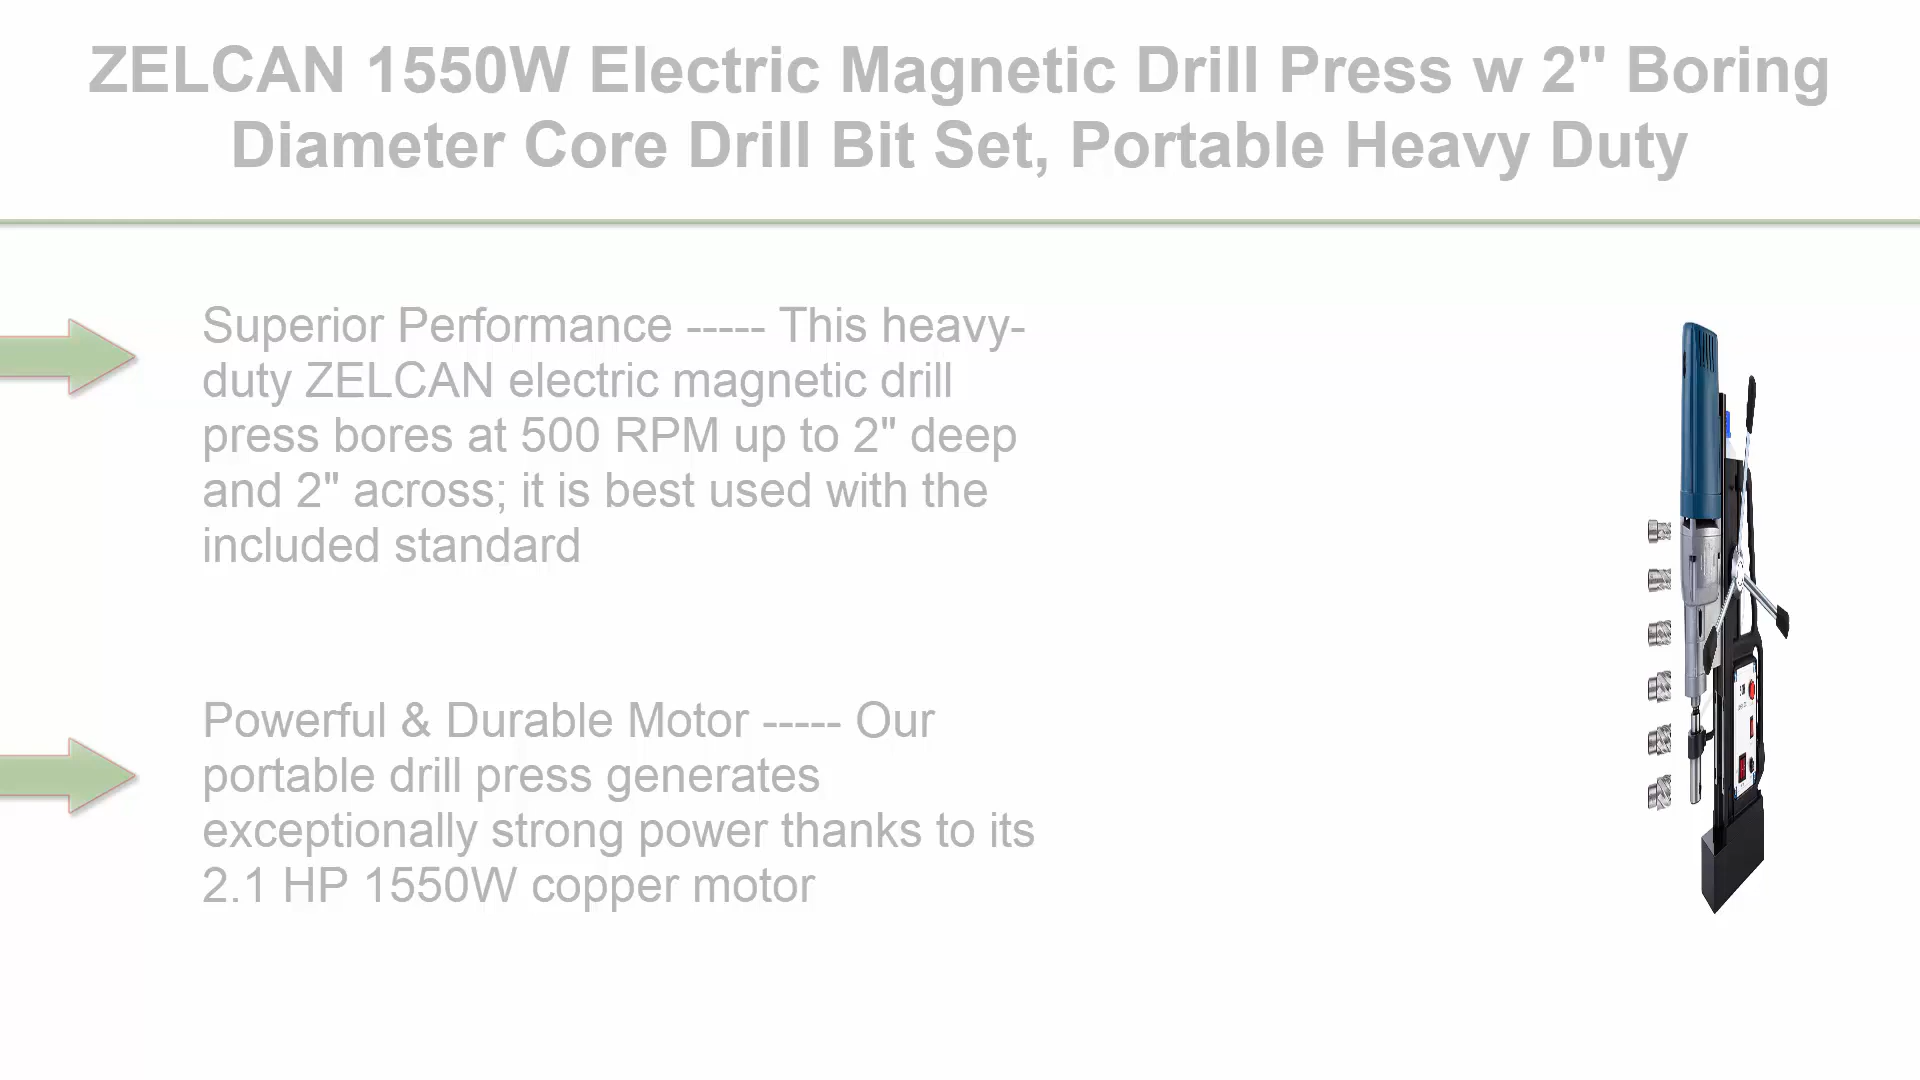 ZELCAN 1550W Electric Magnetic Drill Press w 2" Boring
Diameter Core Drill Bit Set, Portable Heavy Duty
Superior Performance ----- This heavy-
duty ZELCAN electric magnetic drill
press bores at 500 RPM up to 2" deep
and 2" across; it is best used with the
included standard
Powerful & Durable Motor ----- Our
portable drill press generates
exceptionally strong power thanks to its
2.1 HP 1550W copper motor